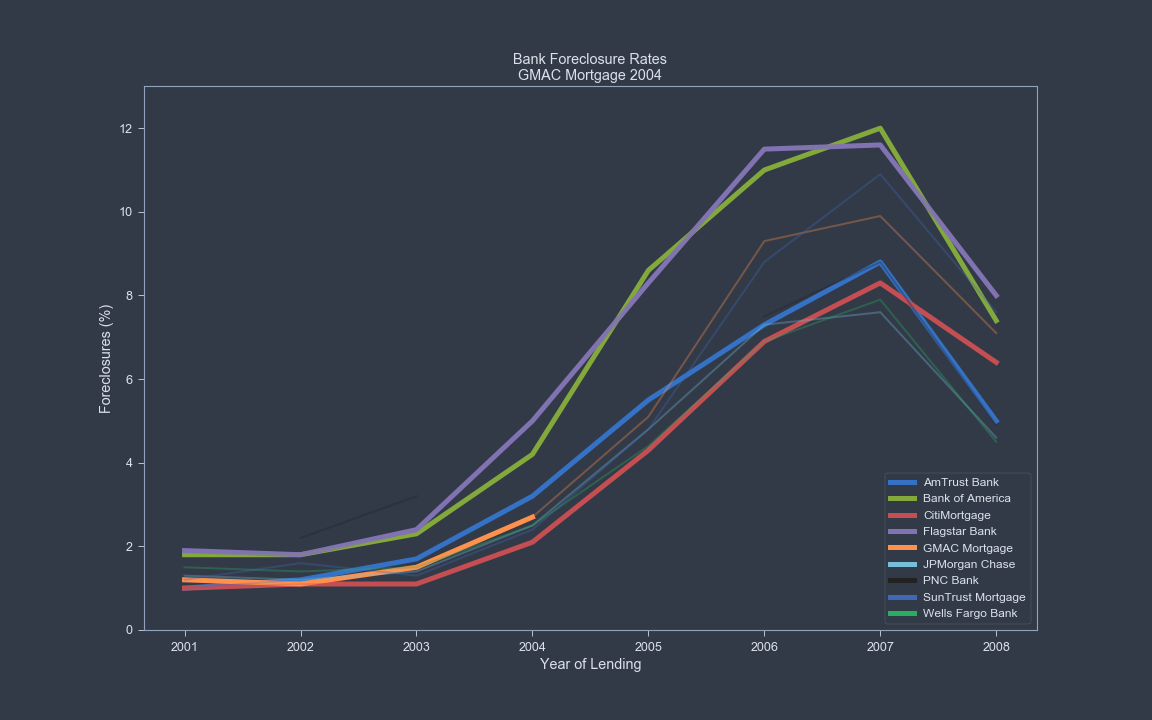 Bank Foreclosure Rates
GMAC Mortgage 2004
12
10
8
6
4
2
0
Foreclosures (%)
2001 2002 2003 2004 2005 2006 2007 2008
Year of Lending
AmTrust Bank
Bank of America
CitiMortgage
Flagstar Bank
GMAC Mortgage
JPMorgan Chase
PNC Bank
SunTrust Mortgage
Wells Fargo Bank